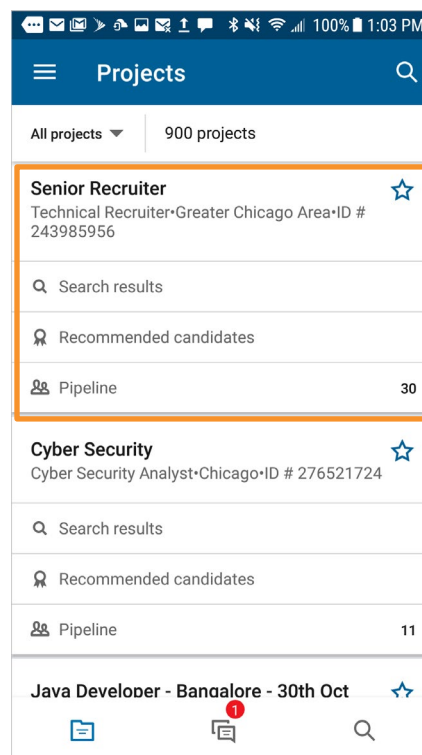 100% 1:03 PM
Projects
All projects 900 projects
Senior Recruiter
Technical Recruiter•Greater Chicago Area•ID #
243985956
Search results
Recommended candidates
Pipeline 30
Cyber Security
Cyber Security Analyst•Chicago•ID # 276521724
Search results
Recommended candidates
Pipeline 11
Java Developer - Bangalore - 30th Oct
1